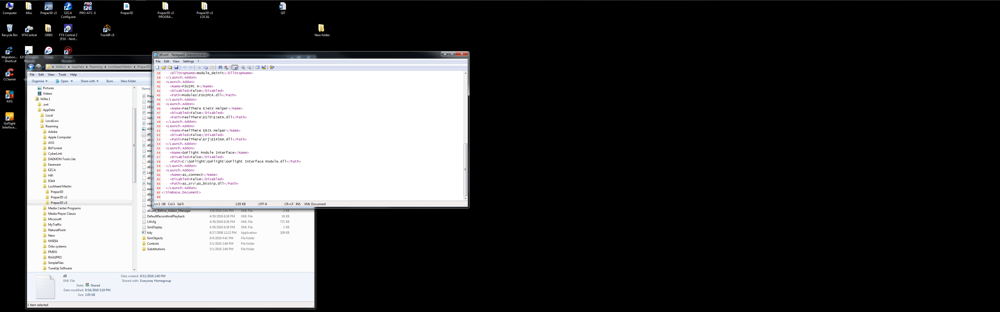 Computer
Misc
Prepar3D v3
EZCA
Config.exe
PRO-ATC-X
Prepar3D
Prepar3D v3
PROGRA...
Prepar3D v3
LOCAL
GIT
Recycle Bin
VFXCentral
ORBX
FTX Central 2
(FSX - Nort...
TrackIR v5
New folder
Migration...
- Shortcut
CCleaner
AVG
GoFlight
Interface...
Willie 1
AppData
Roaming
Lockheed Martin
Prepar3D v
File Edit View Tools Help
Organize Open Share with Burn New folder
Pictures
Videos
Willie 1
.swt
AppData
Local
LocalLow
Roaming
Adobe
Apple Computer
AVG
BitTorrent
CyberLink
DAEMON Tools Lite
Easeware
EZCA
Hifi
IObit
Lockheed Martin
Prepar3D
Prepar3D v2
Prepar3D v3
Media Center Programs
Media Player Classic
Microsoft
MyTraffic
NaturalPoint
Nero
NVIDIA
Orbx systems
PMDG
RAASPRO
SimpleFiles
TuneUp Software
Name
dll.xml - Notepad2 (Administrator)
File Edit View Settings ?
38 <DllStopName>module_deinit</DllStopName>
39 </Launch.Addon>
40 <Launch.Addon>
41 <Name>FSUIPC 4</Name>
42 <Disabled>False</Disabled>
43 <Path>Modules\FSUIPC4.dll</Path>
44 </Launch.Addon>
45 <Launch.Addon>
46 <Name>FeelThere EJetX Helper</Name>
47 <Disabled>False</Disabled>
48 <Path>FeelThere\E170\EJetH.dll</Path>
49 </Launch.Addon>
50 <Launch.Addon>
51 <Name>FeelThere ERJX Helper</Name>
52 <Disabled>False</Disabled>
53 <Path>FeelThere\Erj\E145XH.dll</Path>
54 </Launch.Addon>
55 <Launch.Addon>
56 <Name>GoFlight Module Interface</Name>
57 <Disabled>False</Disabled>
58 <Path>C:\GoFlight\GoFlight\GoFlight Interface Module.dll</Path>
59 </Launch.Addon>
60 <Launch.Addon>
61 <Name>as_connect</Name>
62 <Disabled>False</Disabled>
63 <Path>as_srv\as_btstrp.dll</Path>
64 </Launch.Addon>
65 </SimBase.Document>
66
Ln 1 : 66 Col 1 Sel 0 2.05 KB UTF-8 CR+LF INS XML Document
dll.xml_Before_Addon_Manager 5/8/2016 2:44 PM XML File 2 KB
DefaultRecordAndPlayback 4/30/2016 6:36 PM XML File 16 KB
LWcfg 4/30/2016 6:36 PM XML File 771 KB
SimDisplay 4/30/2016 6:36 PM XML File 1 KB
tidy 8/17/2008 12:22 PM Application 109 KB
SimObjects 9/4/2016 4:41 PM File folder
Controls 5/1/2016 2:48 PM File folder
Substitutions 5/1/2016 2:48 PM File folder
dll
XML File
State: Shared
Date modified: 9/16/2016 5:19 PM
Size: 2.05 KB
Date created: 9/11/2016 2:40 PM
Shared with: Everyone; Homegroup
1 item selected